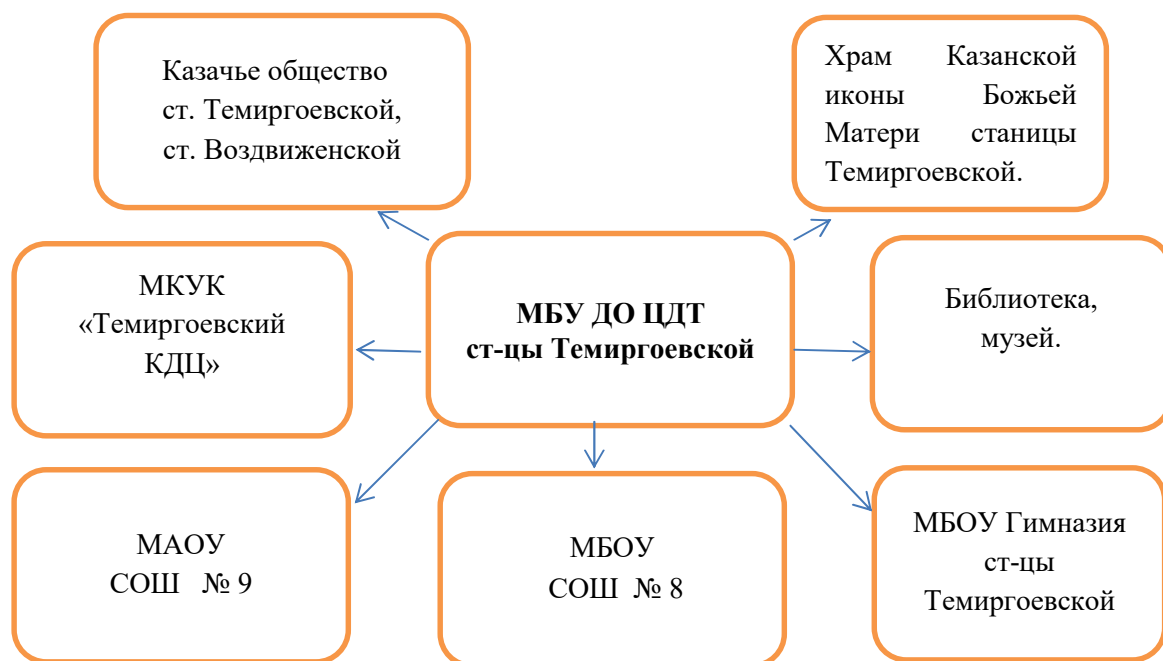 Казачье общество
ст. Темиргоевской,
ст. Воздвиженской
Храм Казанской
иконы Божьей
Матери станицы
Темиргоевской.
МКУК
«Темиргоевский
КДЦ»
МБУ ДО ЦДТ
ст-цы Темиргоевской
Библиотека,
музей.
МАОУ
СОШ № 9
МБОУ
СОШ № 8
МБОУ Гимназия
ст-цы
Темиргоевской